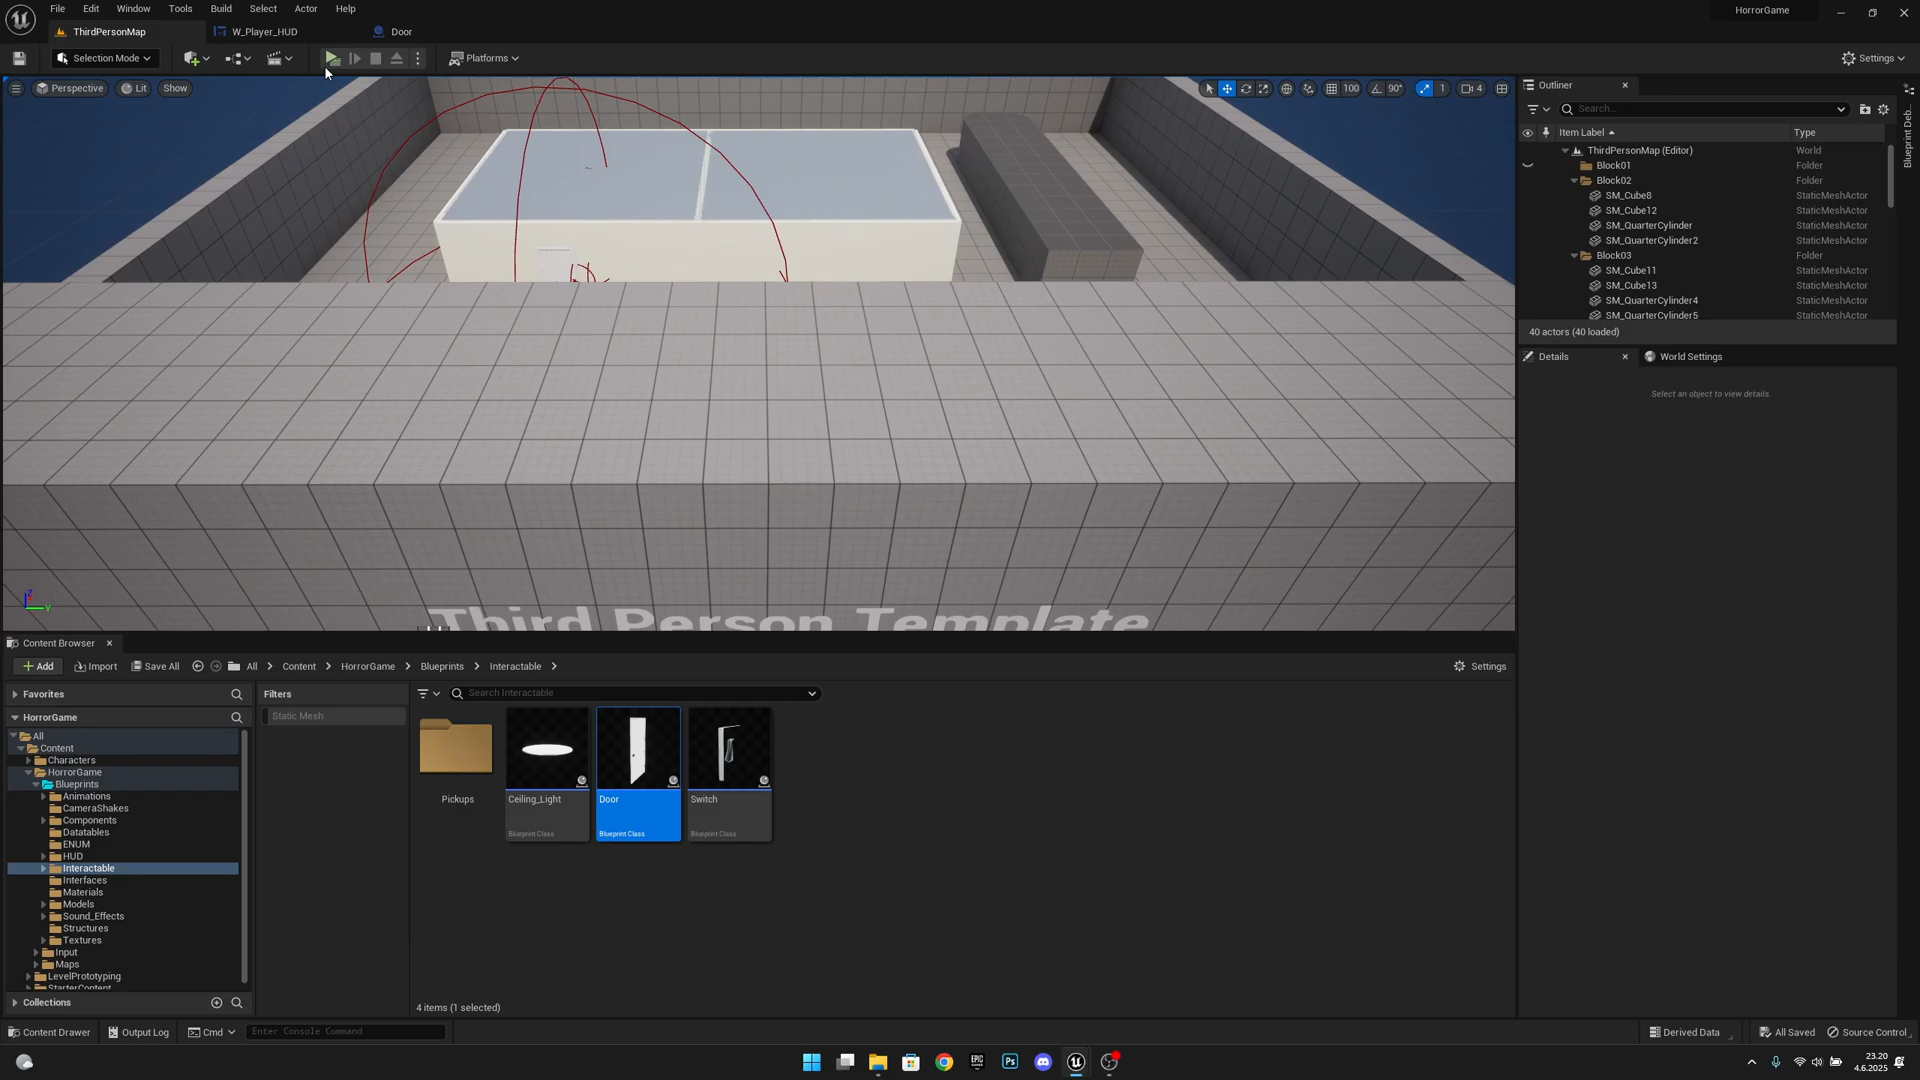 File Edit Window Tools Build Select Actor Help
HorrorGame
ThirdPersonMap W_Player_HUD Door
Selection Mode Platforms Settings
Perspective Lit Show 100 90° 1 4
Outliner
Search...
Item Label Type
ThirdPersonMap (Editor) World
Block01 Folder
Block02 Folder
SM_Cube8 StaticMeshActor
SM_Cube12 StaticMeshActor
SM_QuarterCylinder StaticMeshActor
SM_QuarterCylinder2 StaticMeshActor
Block03 Folder
SM_Cube11 StaticMeshActor
SM_Cube13 StaticMeshActor
SM_QuarterCylinder4 StaticMeshActor
SM_QuarterCylinder5 StaticMeshActor
40 actors (40 loaded)
Details World Settings
Select an object to view details.
Blueprint Deb...
Z
Y
Third Person Template
Content Browser
Add Import Save All All Content HorrorGame Blueprints Interactable Settings
Favorites
HorrorGame
All
Content
Characters
HorrorGame
Blueprints
Animations
CameraShakes
Components
Datatables
ENUM
HUD
Interactable
Interfaces
Materials
Models
Sound_Effects
Structures
Textures
Input
Maps
LevelPrototyping
StarterContent
Collections
Filters
Static Mesh
Search Interactable
Pickups
Ceiling_Light
Blueprint Class
Door
Blueprint Class
Switch
Blueprint Class
4 items (1 selected)
Content Drawer Output Log Cmd Enter Console Command Derived Data All Saved Source Control
EPIC GAMES
Ps
23.20
4.6.2025